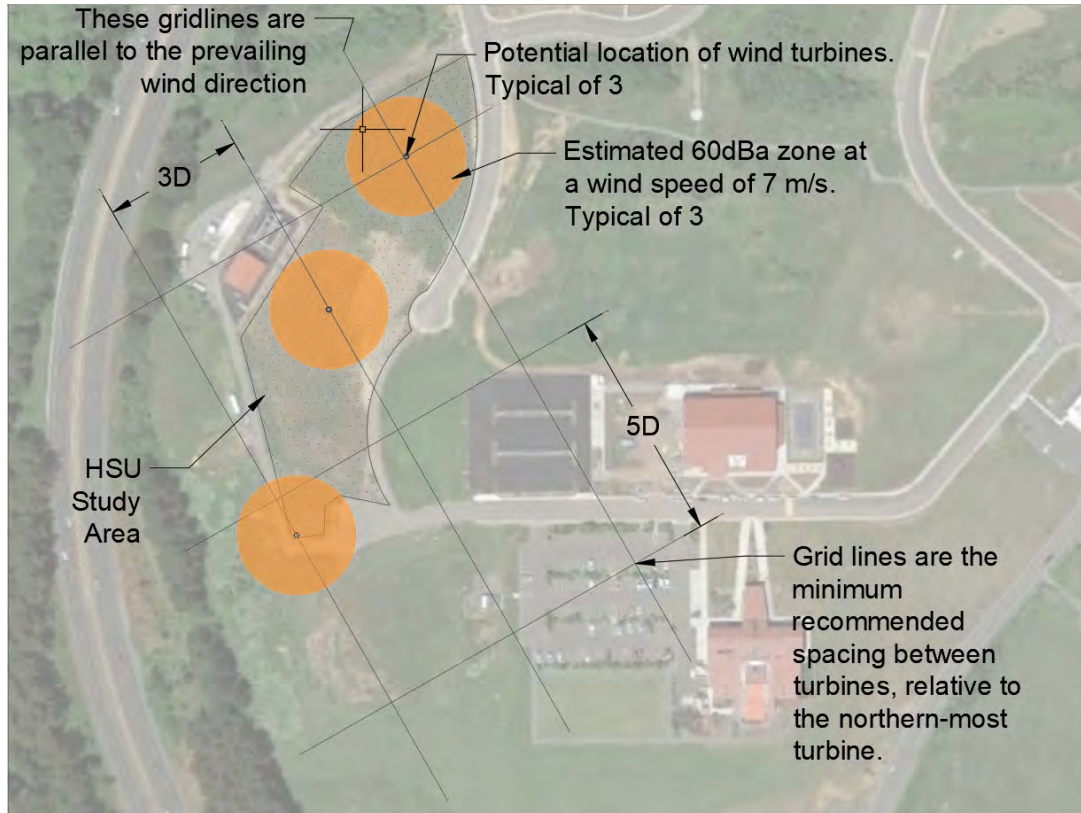 These gridlines are
parallel to the prevailing
wind direction
Potential location of wind turbines.
Typical of 3
Estimated 60dBa zone at
a wind speed of 7 m/s.
Typical of 3
3D
5D
HSU
Study
Area
Grid lines are the
minimum
recommended
spacing between
turbines, relative to
the northern-most
turbine.